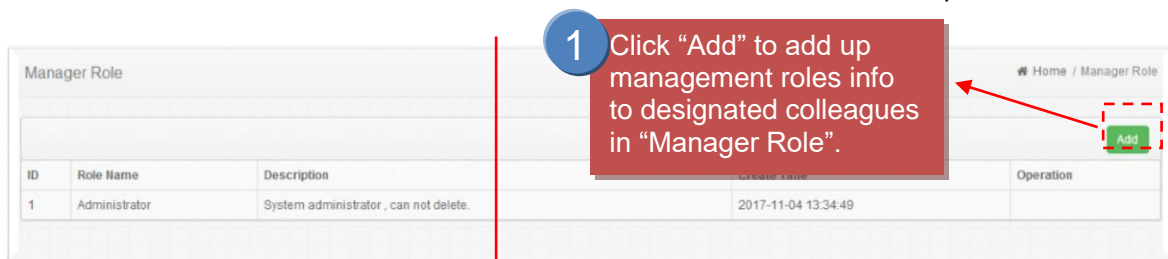 1
Click “Add” to add up
management roles info
to designated colleagues
in “Manager Role”.
Manager Role
Home / Manager Role
Add
ID Role Name Description Create Time Operation
1 Administrator System administrator , can not delete. 2017-11-04 13:34:49